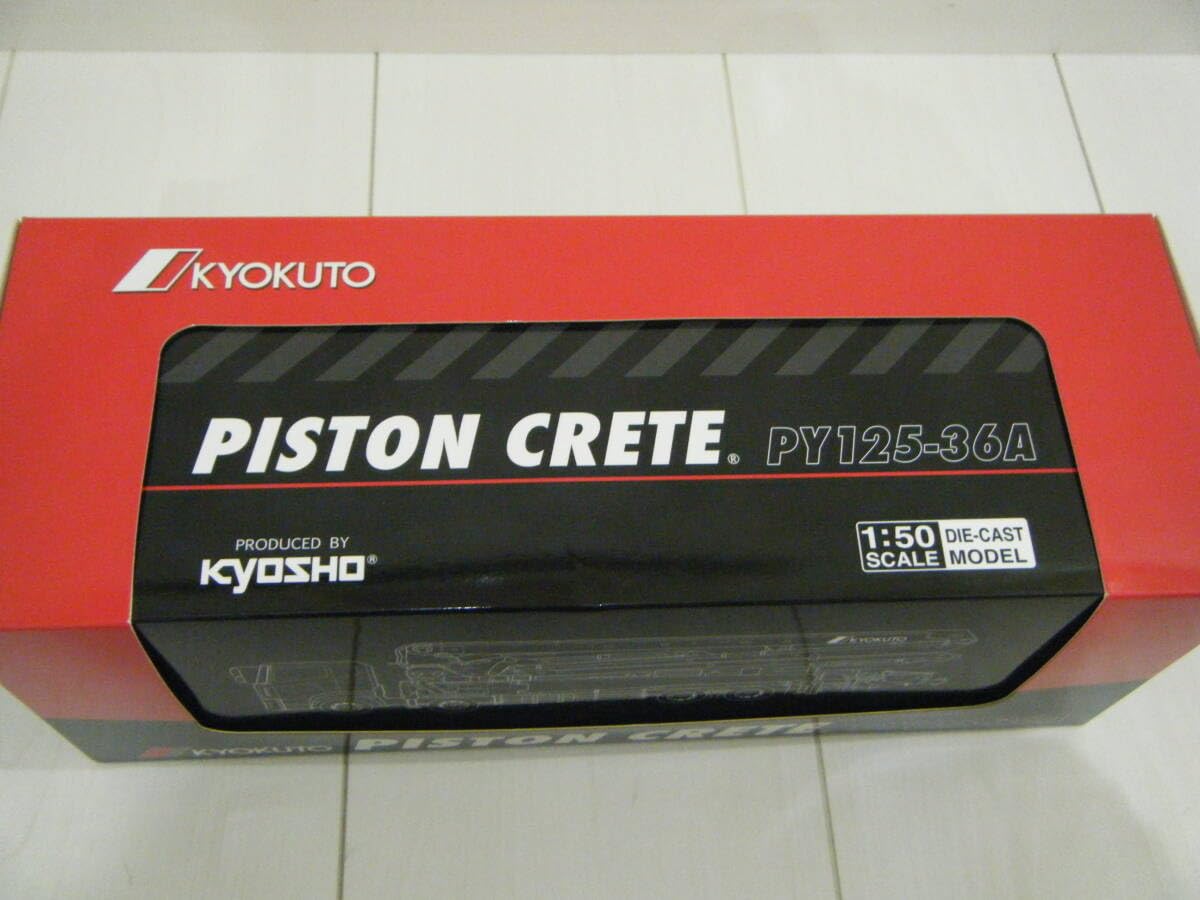 KYOKUTO
PISTON CRETE® PY125-36A
PRODUCED BY
KYOSHO®
1:50 SCALE
DIE-CAST MODEL
KYOKUTO
KYOKUTO PISTON CRETE